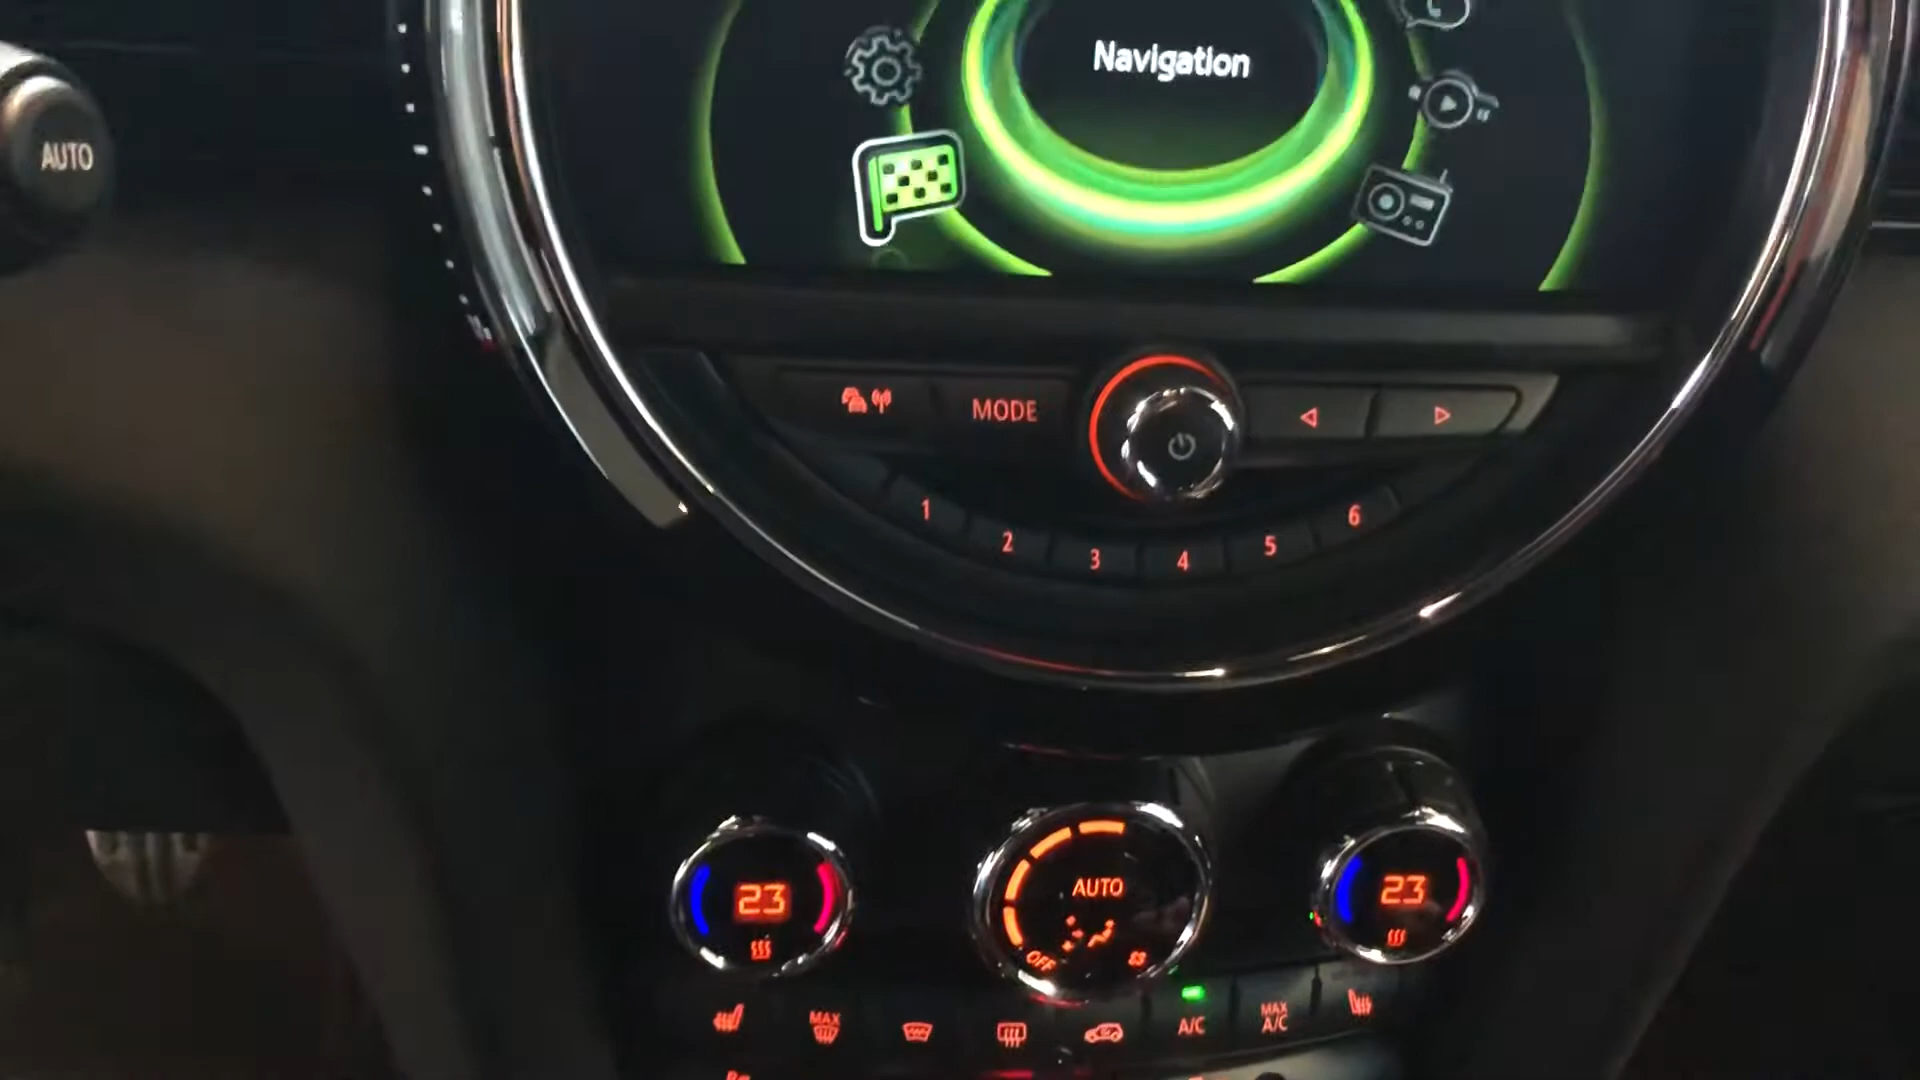 Navigation
AUTO
MODE
1
2
3
4
5
6
23
AUTO
OFF
23
MAX
A/C
MAX
A/C